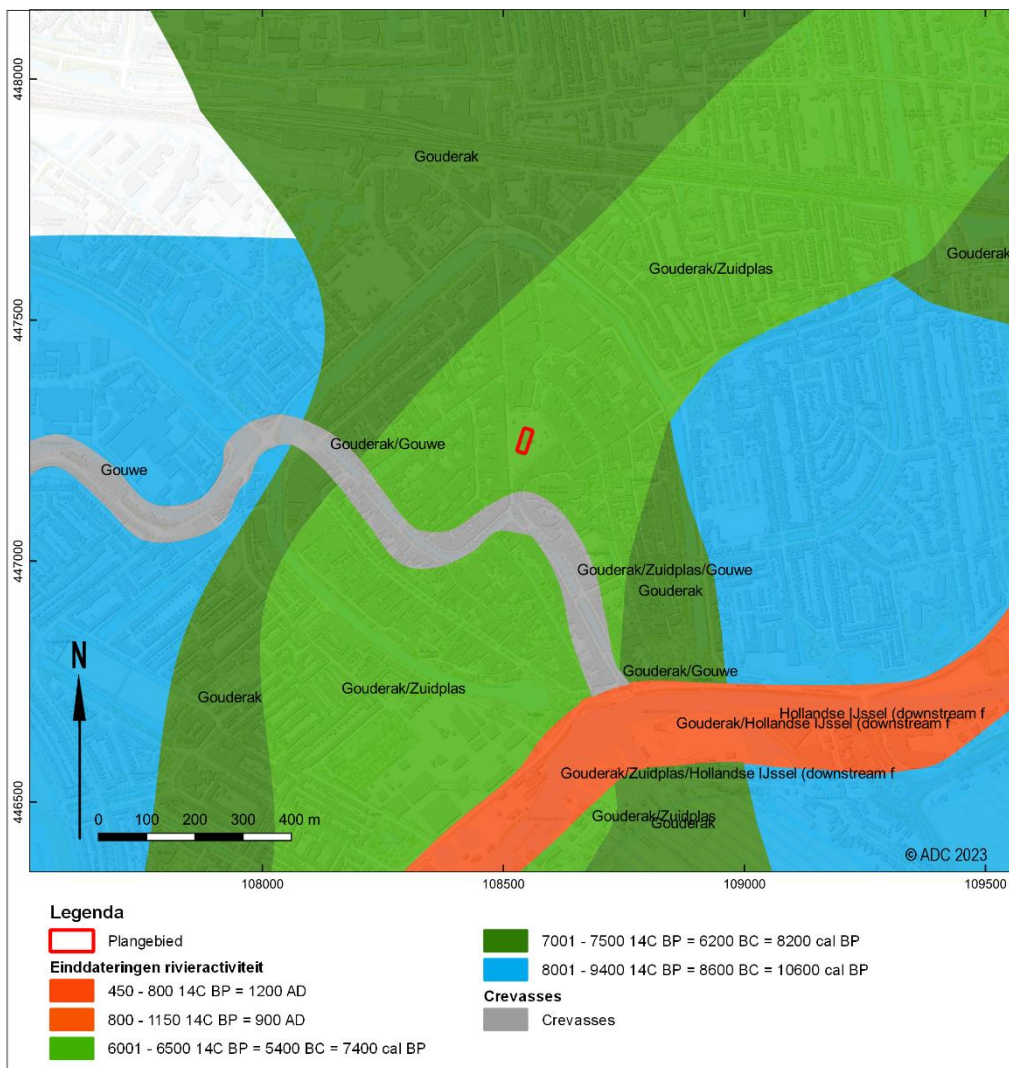 448000
447500
447000
446500
Gouderak
Gouderak/Zuidplas
Gouderak
Gouderak/Gouwe
Gouwe
Gouderak/Zuidplas/Gouwe
Gouderak
Gouderak/Gouwe
Gouderak
Gouderak/Zuidplas
Hollandse IJssel (downstream f
Gouderak/Hollandse IJssel (downstream f
Gouderak/Zuidplas/Hollandse IJssel (downstream f
Gouderak/Zuidplas
Gouderak
N
0 100 200 300 400 m
© ADC 2023
108000 108500 109000 109500
Legenda
Plangebied
Einddateringen rivieractiviteit
450 - 800 14C BP = 1200 AD
800 - 1150 14C BP = 900 AD
6001 - 6500 14C BP = 5400 BC = 7400 cal BP
7001 - 7500 14C BP = 6200 BC = 8200 cal BP
8001 - 9400 14C BP = 8600 BC = 10600 cal BP
Crevasses
Crevasses